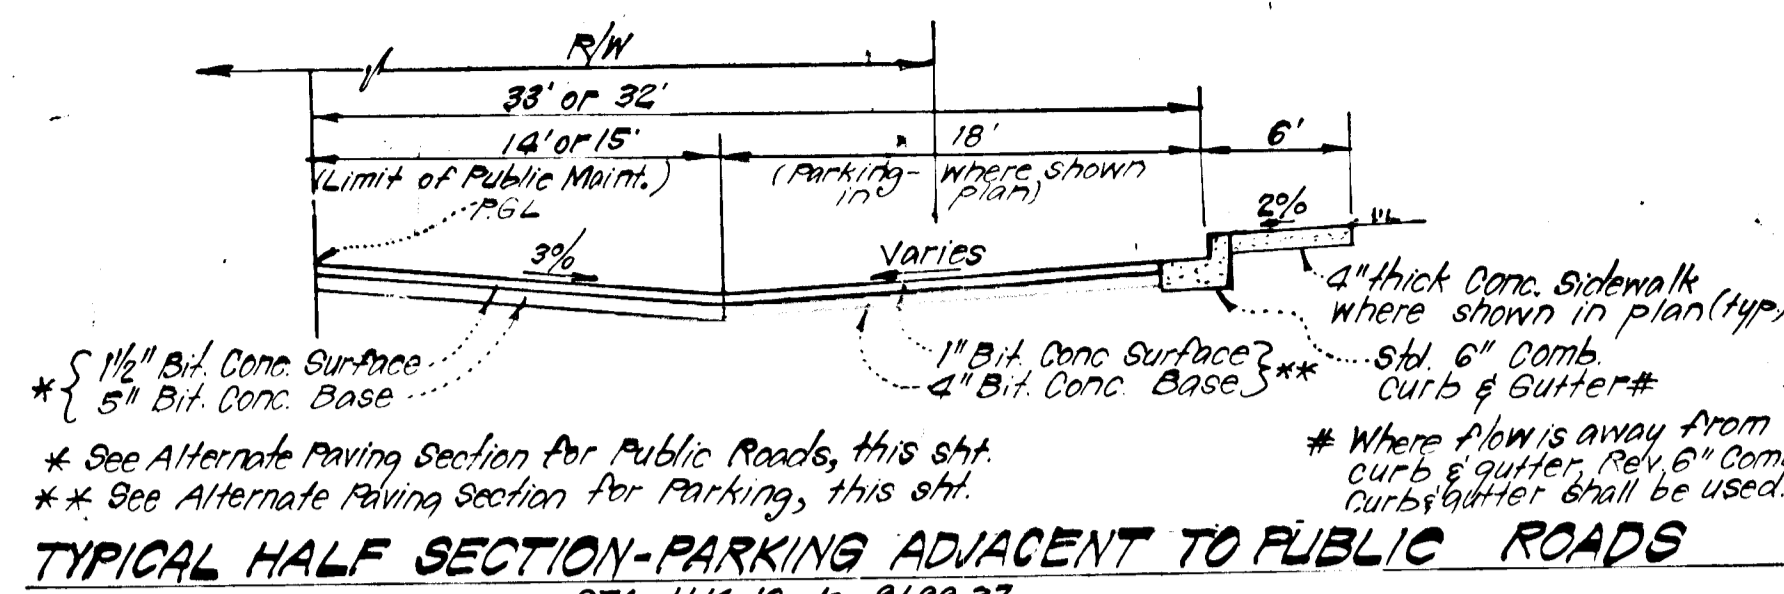 R/W
33' or 32'
14' or 15'
18'
6'
(Limit of Public Maint.)
(Parking- where shown
in plan)
P.G.L
2%
3%
Varies
4" thick Conc. Sidewalk
where shown in plan (typ.
* { 1½" Bit. Conc. Surface
5" Bit. Conc. Base
1" Bit. Conc Surface } **
4" Bit. Conc. Base
Std. 6" Comb.
Curb & Gutter #
* See Alternate Paving Section for Public Roads, this sht.
** See Alternate Paving Section for Parking, this sht.
# Where flow is away from
curb & gutter, Rev. 6" Com
Curb & gutter shall be used.
TYPICAL HALF SECTION-PARKING ADJACENT TO PUBLIC ROADS